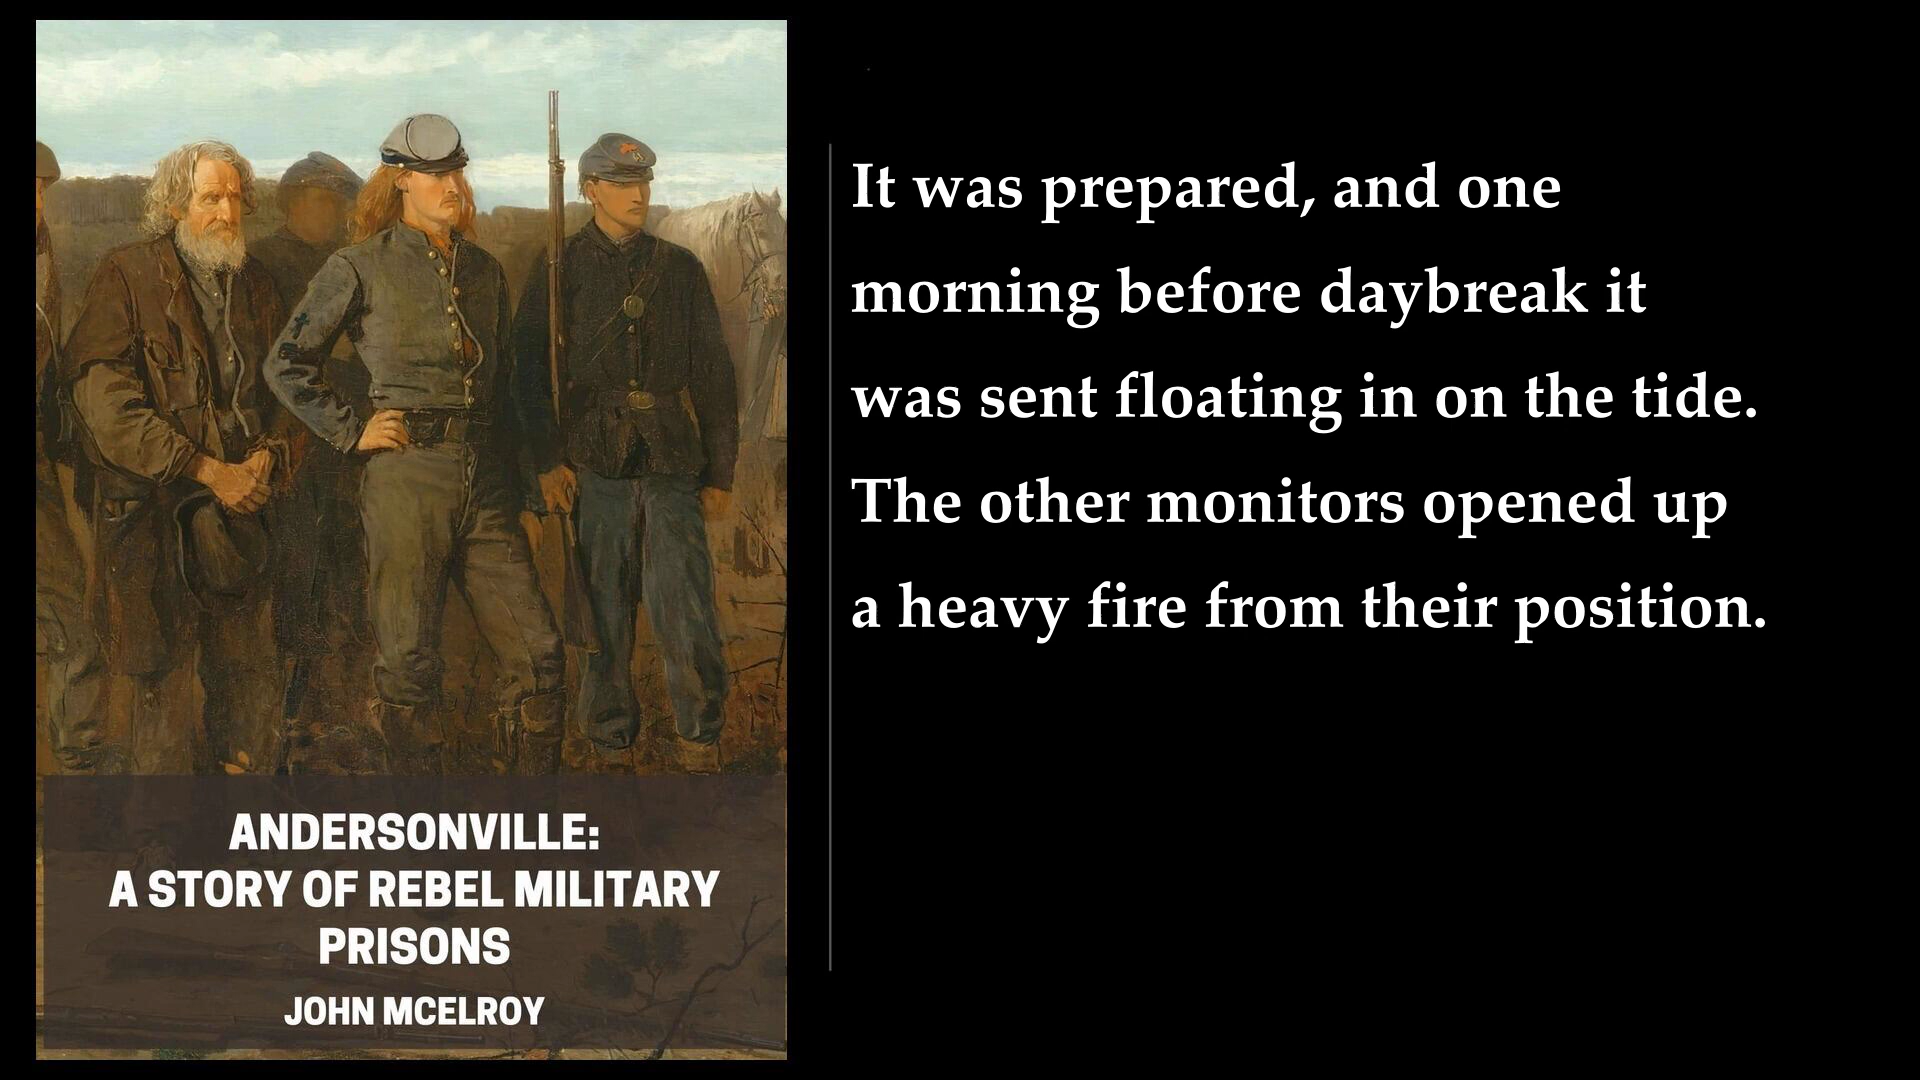 ANDERSONVILLE:
A STORY OF REBEL MILITARY
PRISONS
JOHN MCELROY
It was prepared, and one
morning before daybreak it
was sent floating in on the tide.
The other monitors opened up
a heavy fire from their position.